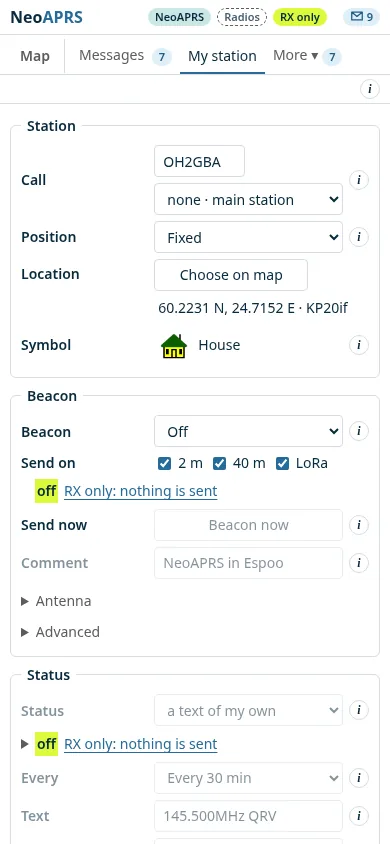 NeoAPRS NeoAPRS Radios RX only 9
Map Messages 7 My station More ▾ 7
i
Station
Call OH2GBA i
none · main station
Position Fixed i
Location Choose on map
60.2231 N, 24.7152 E · KP20if
Symbol House i
Beacon
Beacon Off i
Send on 2 m 40 m LoRa
off RX only: nothing is sent
Send now Beacon now i
Comment NeoAPRS in Espoo i
▶ Antenna
▶ Advanced
Status
Status a text of my own i
▶ off RX only: nothing is sent
Every Every 30 min i
Text 145.500MHz QRV i